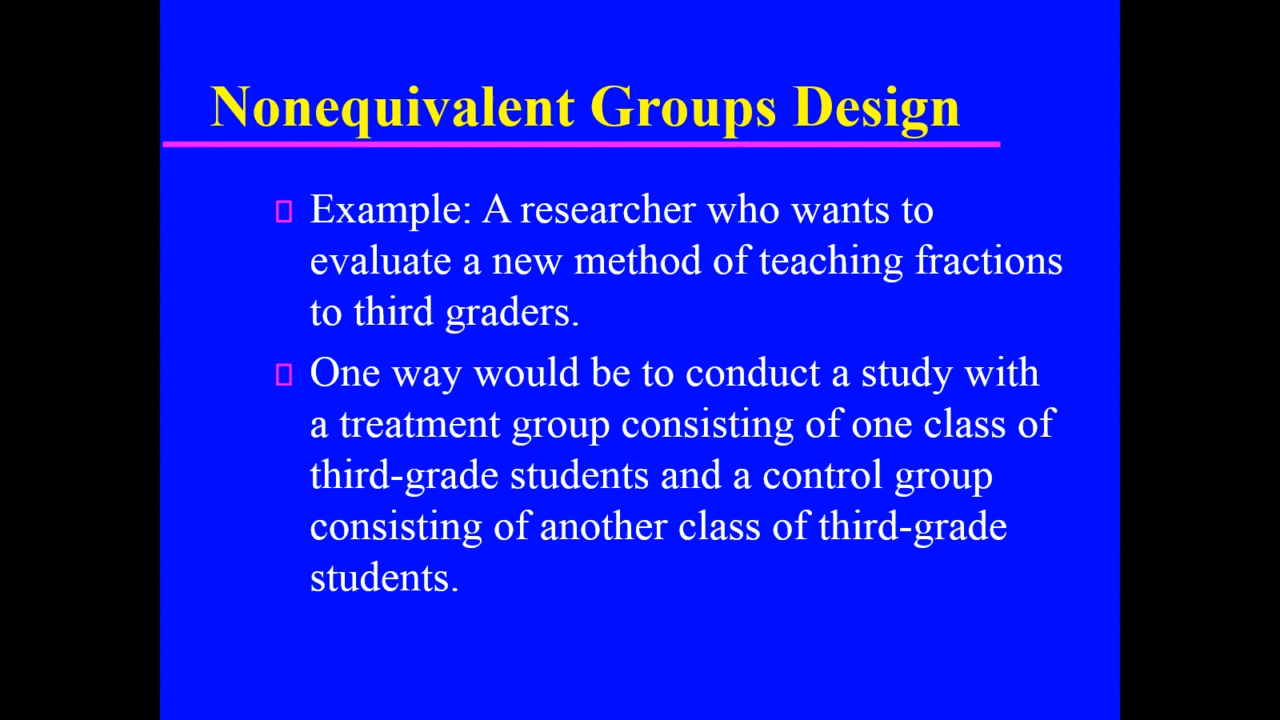 Nonequivalent Groups Design
Example: A researcher who wants to
evaluate a new method of teaching fractions
to third graders.
One way would be to conduct a study with
a treatment group consisting of one class of
third-grade students and a control group
consisting of another class of third-grade
students.